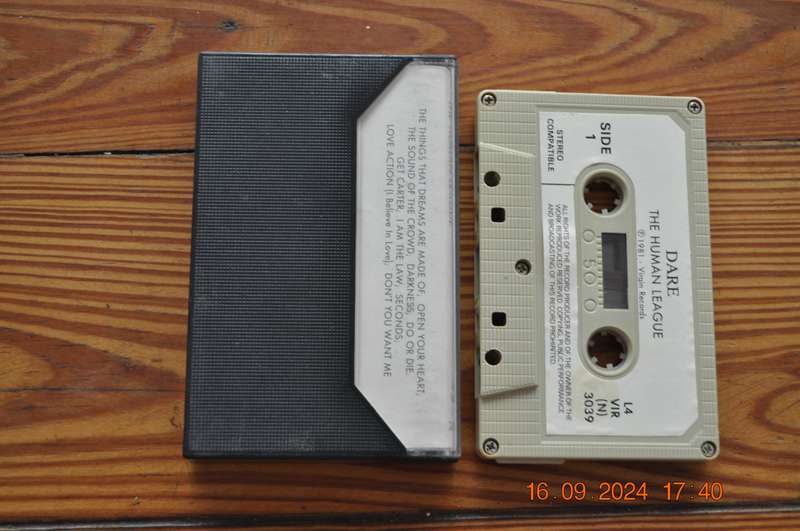 THE THINGS THAT DREAMS ARE MADE OF, OPEN YOUR HEART,
THE SOUND OF THE CROWD, DARKNESS, DO OR DIE.
GET CARTER, I AM THE LAW, SECONDS,
LOVE ACTION (I Believe In Love), DON'T YOU WANT ME
DARE
THE HUMAN LEAGUE
℗ 1981 - Virgin Records
SIDE
1
STEREO
COMPATIBLE
L4
VIR
(N)
3039
0 50 0
ALL RIGHTS OF THE RECORD PRODUCER AND OF THE OWNER OF THE
WORK REPRODUCED RESERVED. COPYING, PUBLIC PERFORMANCE
AND BROADCASTING OF THIS RECORD PROHIBITED
16.09.2024 17:40